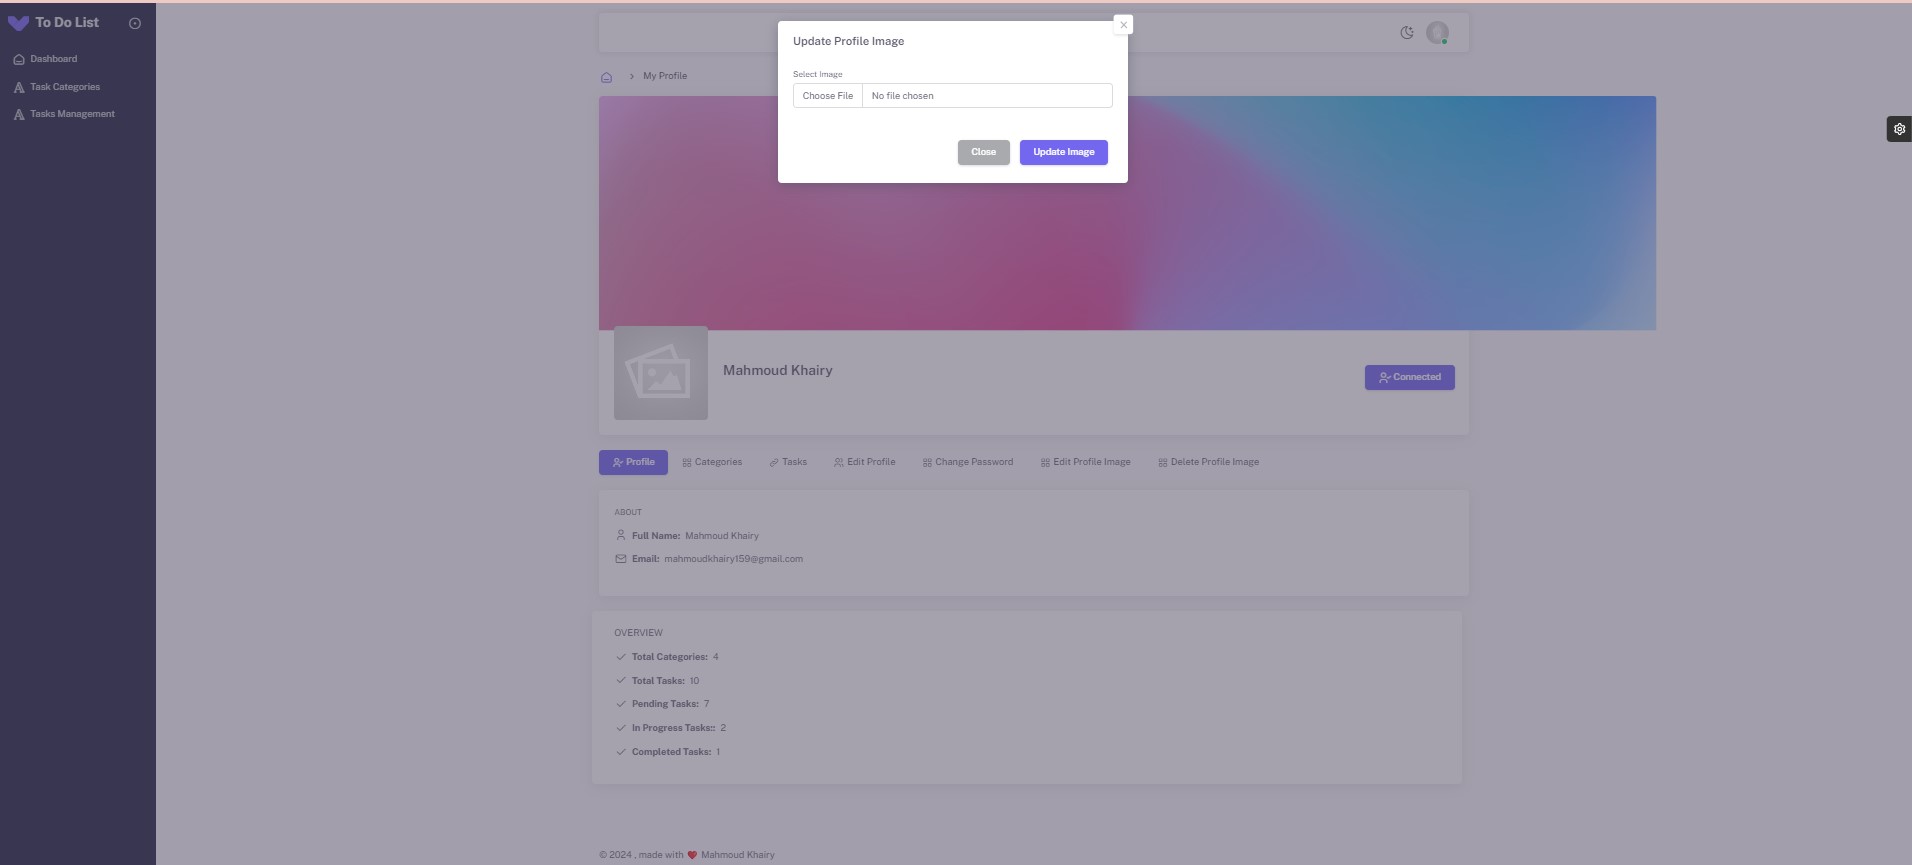 To Do List
Dashboard
Task Categories
Tasks Management
Update Profile Image
Select Image
Choose File No file chosen
Close Update Image
My Profile
Mahmoud Khairy
Connected
Profile Categories Tasks Edit Profile Change Password Edit Profile Image Delete Profile Image
ABOUT
Full Name: Mahmoud Khairy
Email: mahmoudkhairy159@gmail.com
OVERVIEW
Total Categories: 4
Total Tasks: 10
Pending Tasks: 7
In Progress Tasks:: 2
Completed Tasks: 1
© 2024 , made with ❤ Mahmoud Khairy